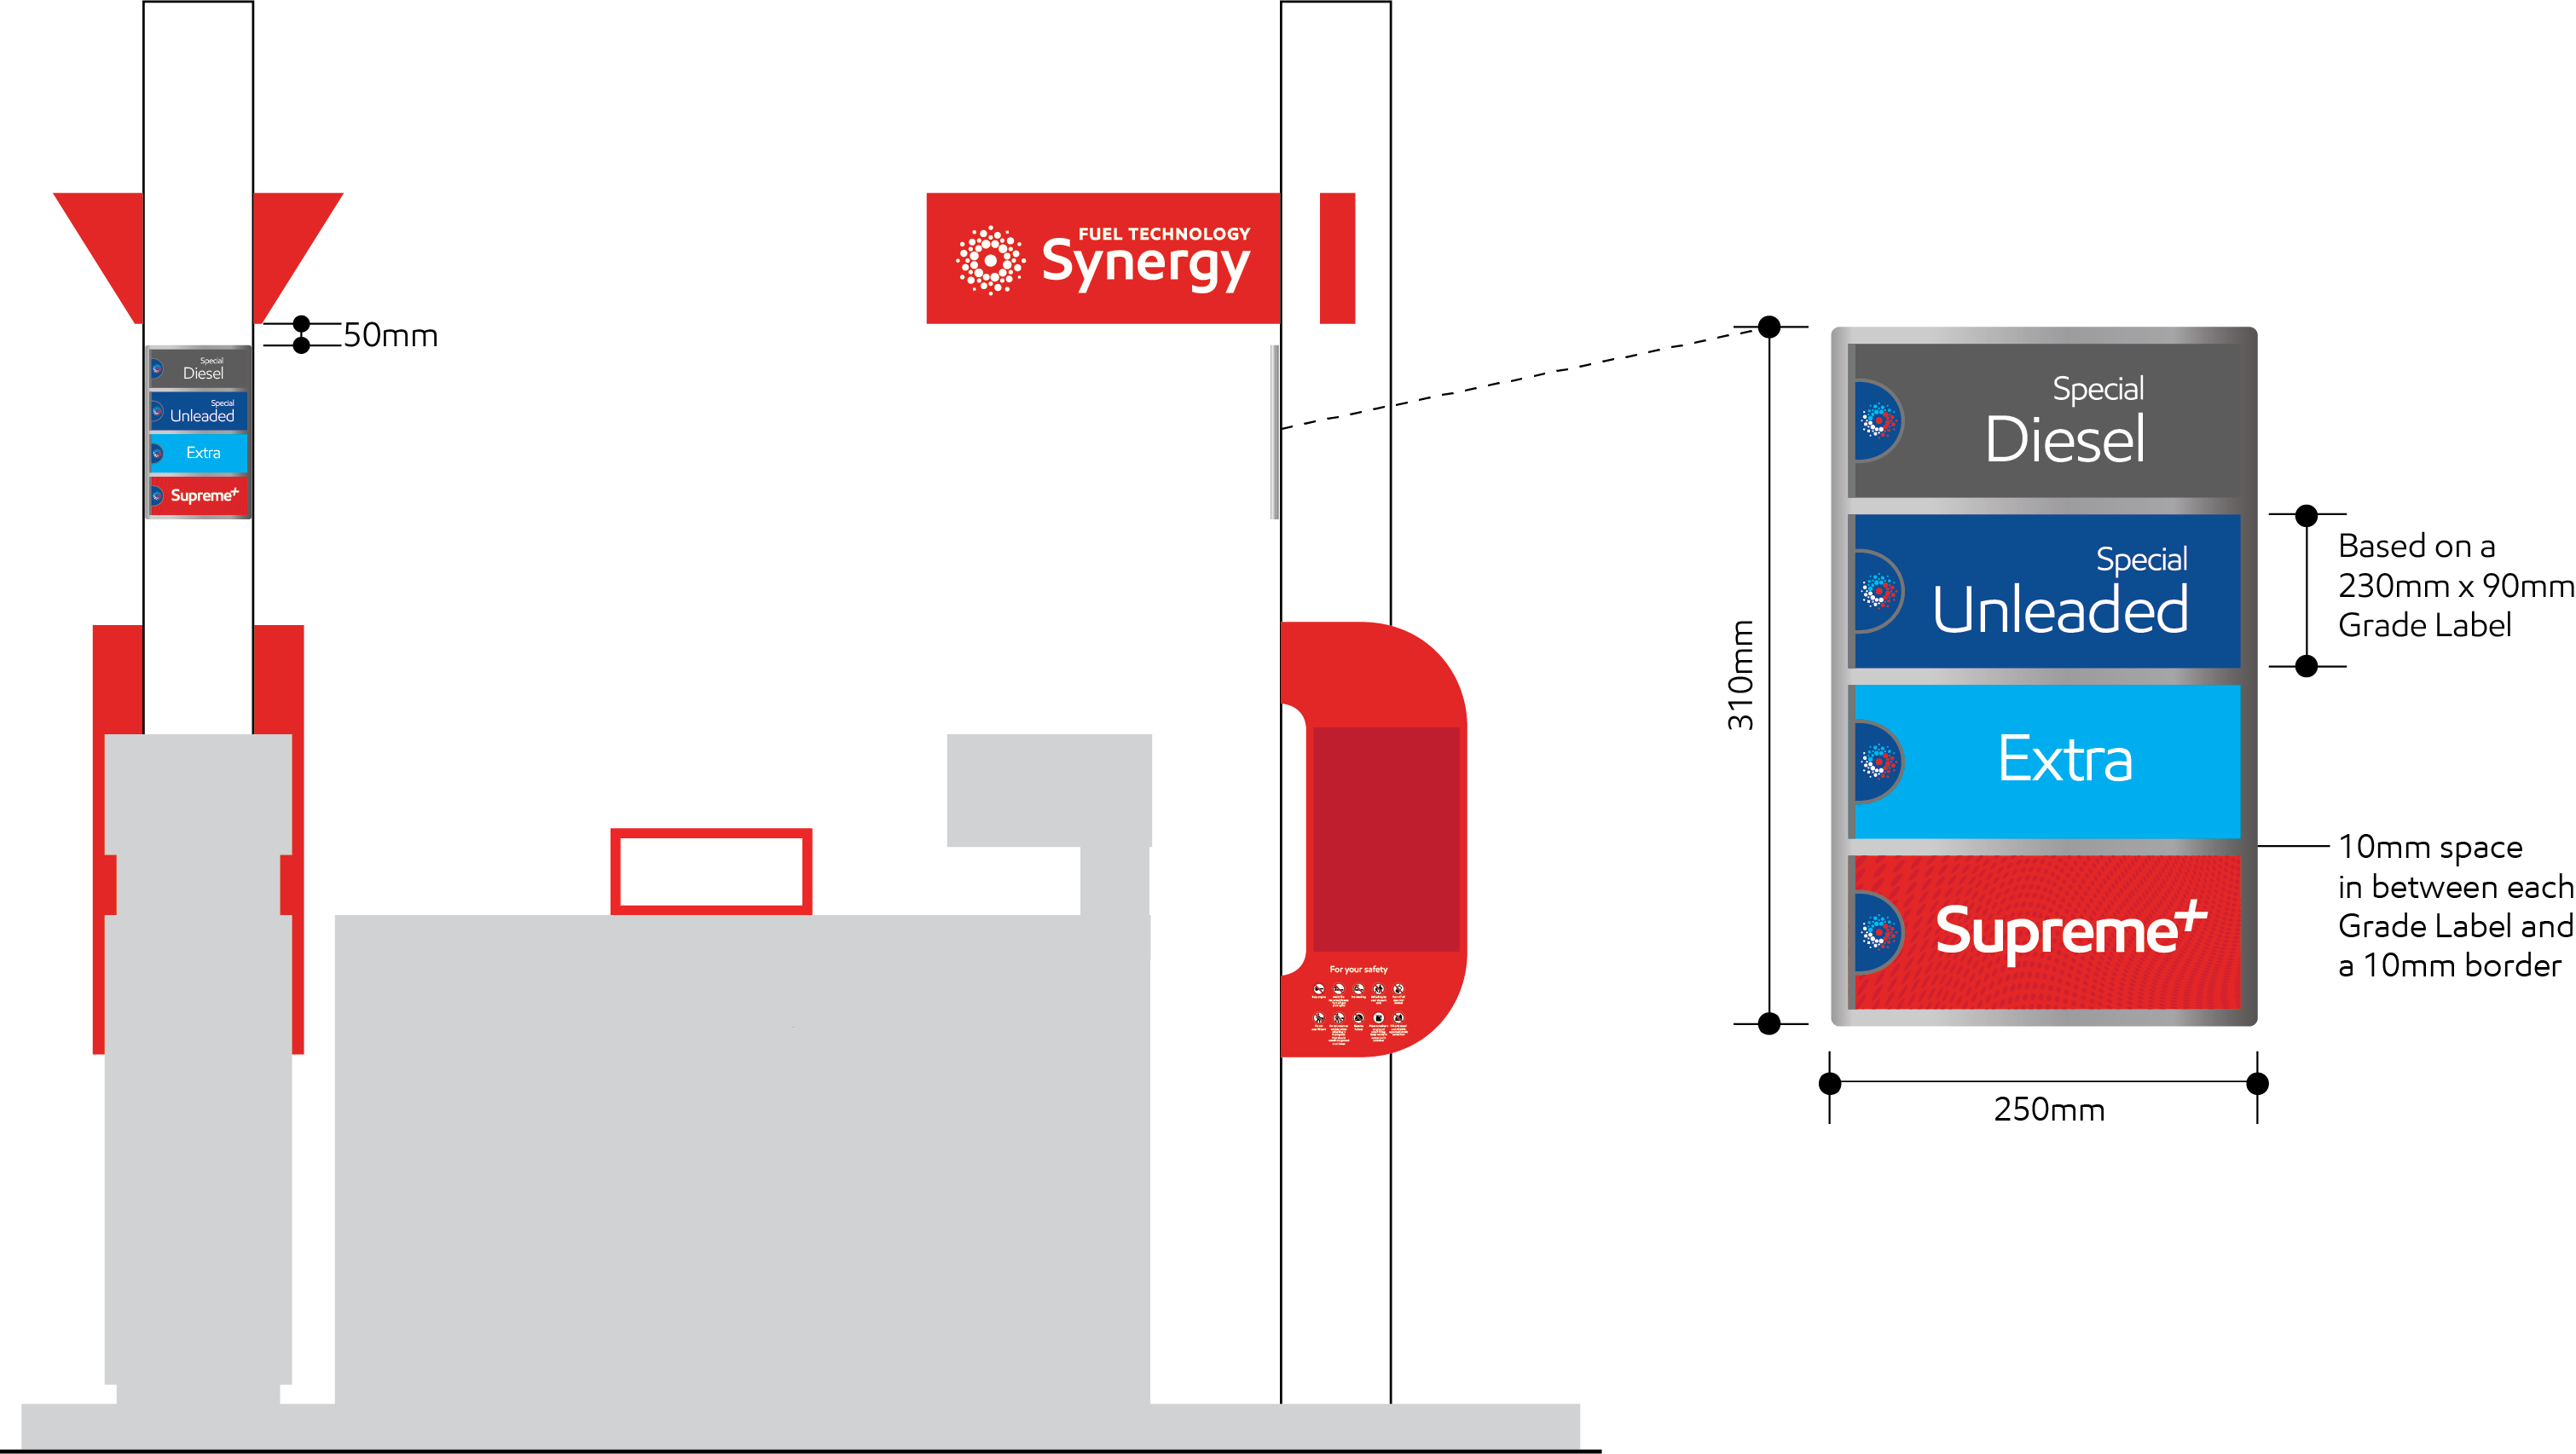 FUEL TECHNOLOGY
Synergy
50mm
Special
Diesel
Special
Unleaded
Extra
Supreme+
For your safety
310mm
Special
Diesel
Special
Unleaded
Extra
Supreme+
250mm
Based on a
230mm x 90mm
Grade Label
10mm space
in between each
Grade Label and
a 10mm border